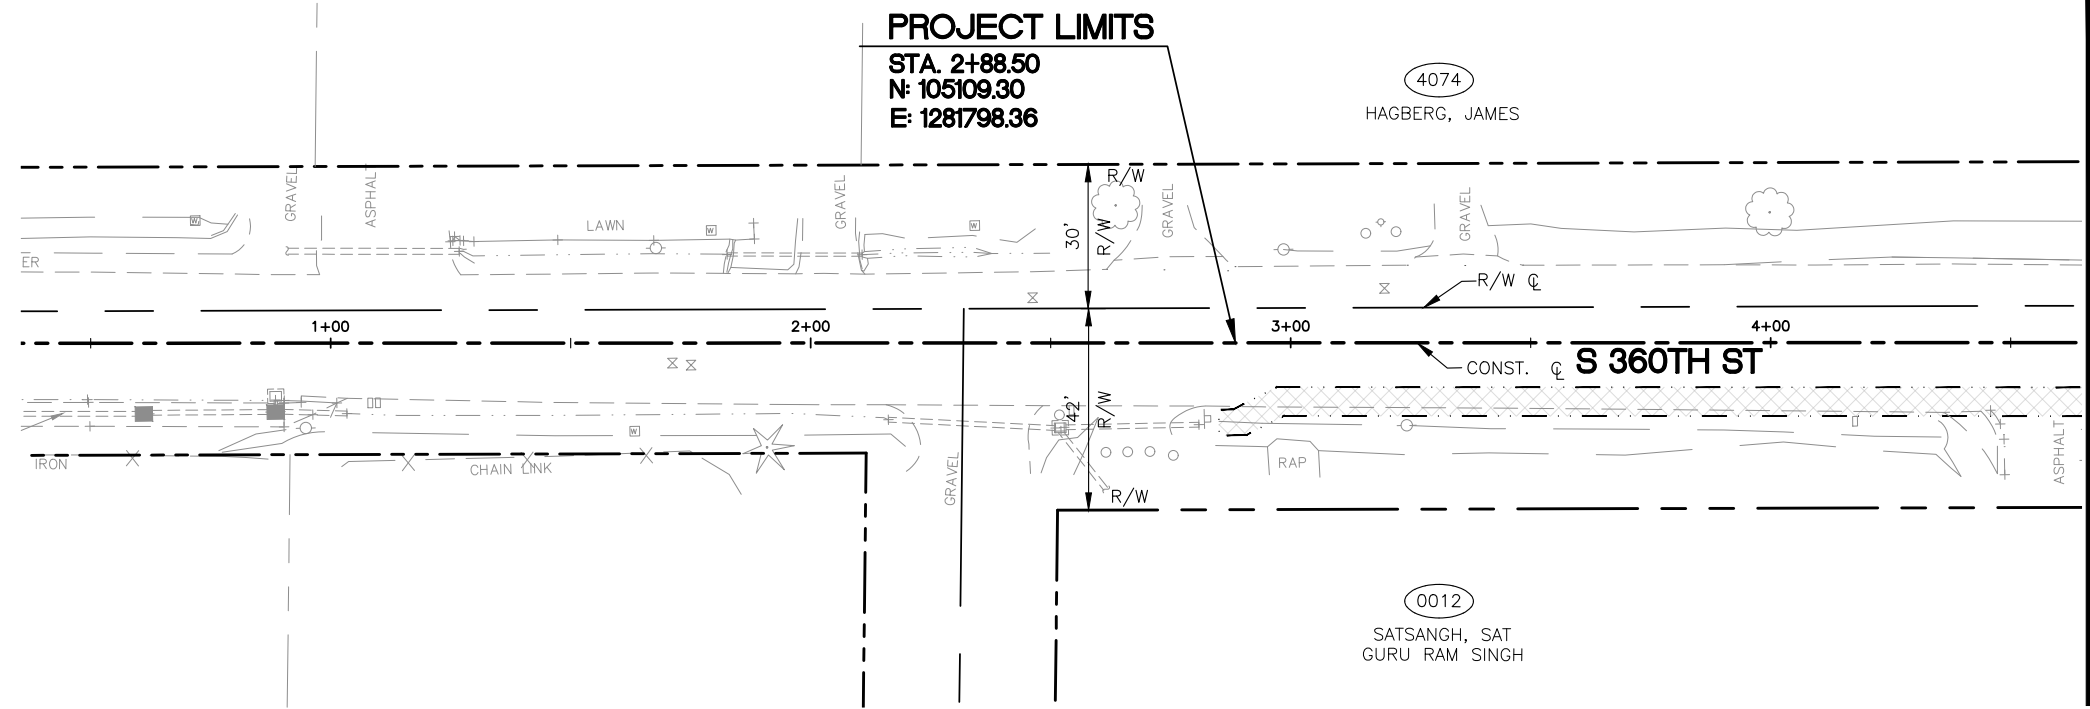 PROJECT LIMITS
STA. 2+88.50
N: 105109.30
E: 1281798.36
4074
HAGBERG, JAMES
R/W
GRAVEL
ASPHAL
LAWN
GRAVEL
30'
R/W
GRAVEL
GRAVEL
ER
W
W
W
R/W ℄
1+00
2+00
3+00
4+00
CONST. ℄ S 360TH ST
42'
R/W
W
IRON
CHAIN LINK
GRAVEL
R/W
RAP
ASPHALT
0012
SATSANGH, SAT
GURU RAM SINGH